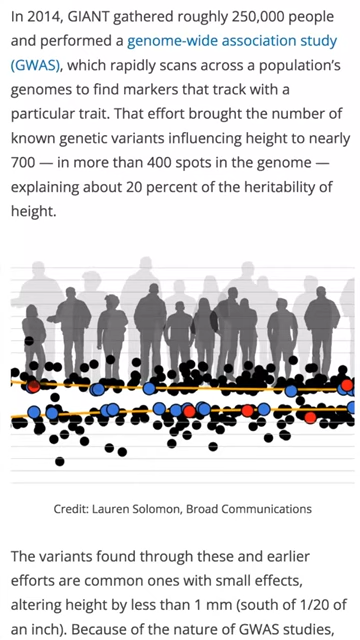 In 2014, GIANT gathered roughly 250,000 people
and performed a genome-wide association study
(GWAS), which rapidly scans across a population's
genomes to find markers that track with a
particular trait. That effort brought the number of
known genetic variants influencing height to nearly
700 — in more than 400 spots in the genome —
explaining about 20 percent of the heritability of
height.
Credit: Lauren Solomon, Broad Communications
The variants found through these and earlier
efforts are common ones with small effects,
altering height by less than 1 mm (south of 1/20 of
an inch). Because of the nature of GWAS studies,